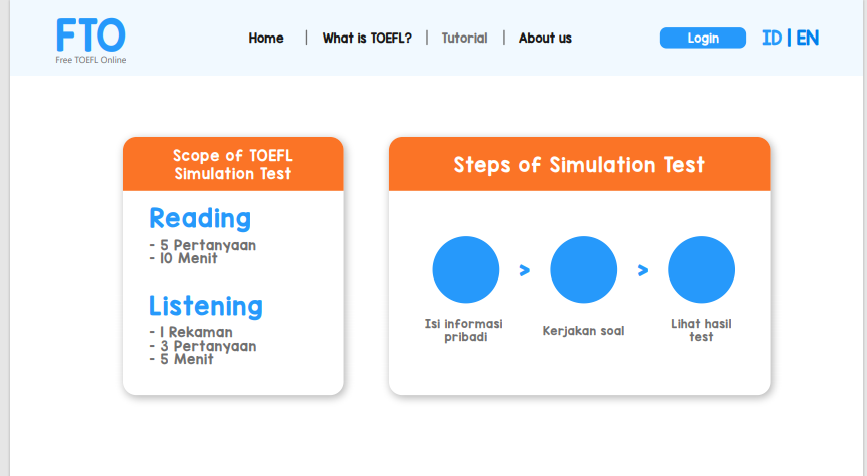 FTO
Free TOEFL Online
Home | What is TOEFL? | Tutorial | About us
Login
ID | EN
Scope of TOEFL
Simulation Test
Reading
- 5 Pertanyaan
- 10 Menit
Listening
- 1 Rekaman
- 3 Pertanyaan
- 5 Menit
Steps of Simulation Test
> >
Isi informasi
pribadi
Kerjakan soal
Lihat hasil
test